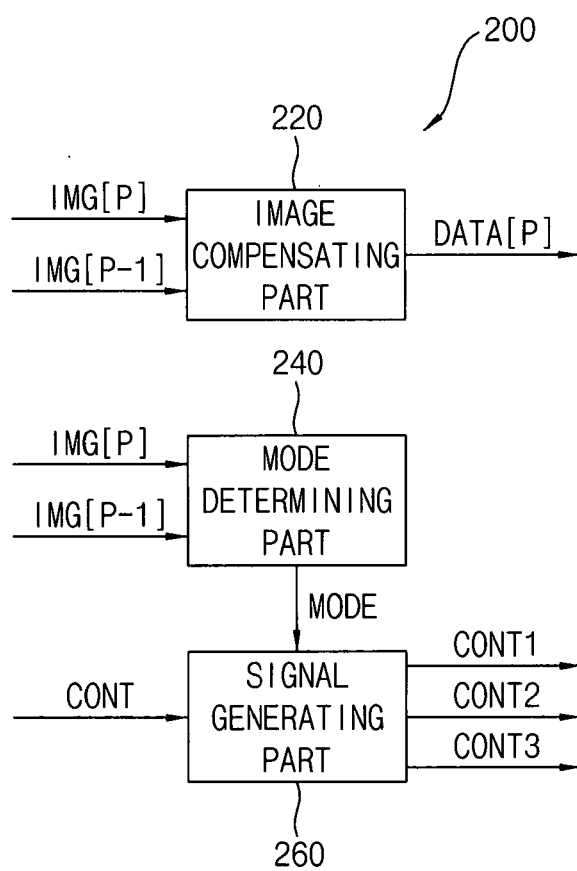 200
220
IMG[P]
IMG[P-1]
IMAGE
COMPENSATING
PART
DATA[P]
240
IMG[P]
IMG[P-1]
MODE
DETERMINING
PART
MODE
CONT
SIGNAL
GENERATING
PART
CONT1
CONT2
CONT3
260